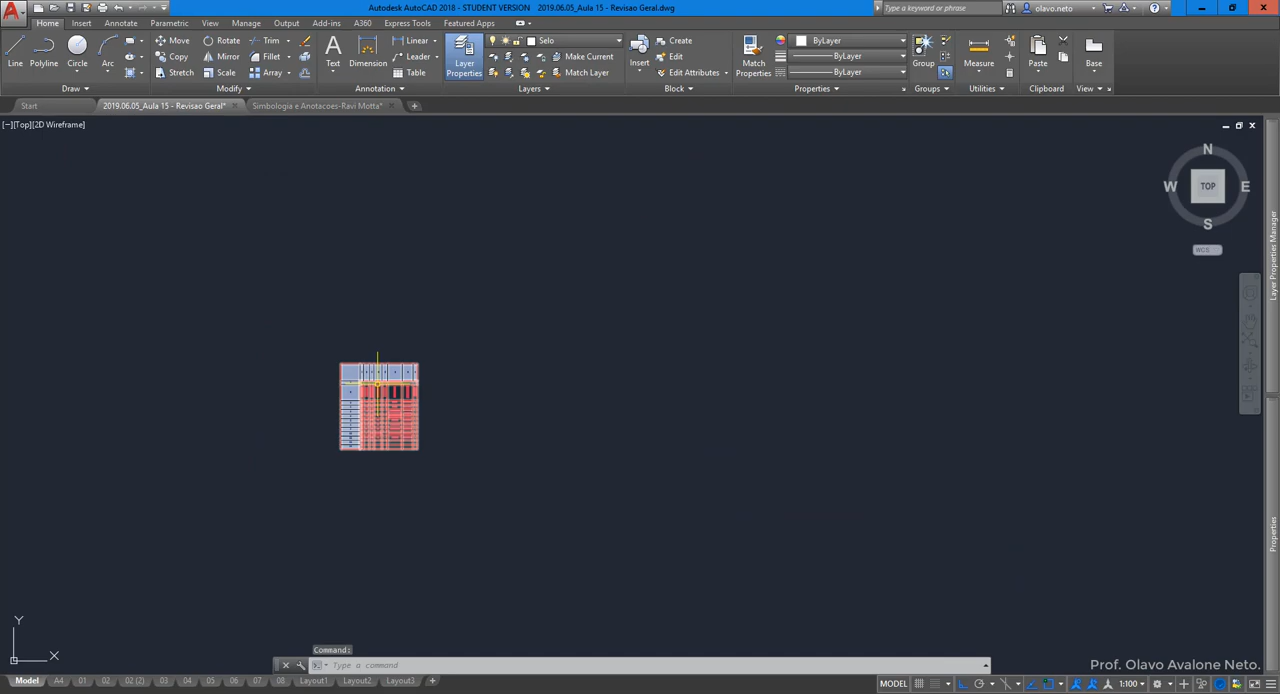 Autodesk AutoCAD 2018 - STUDENT VERSION 2019.06.05_Aula 15 - Revisao Geral.dwg
Type a keyword or phrase
olavo.neto
Home Insert Annotate Parametric View Manage Output Add-ins A360 Express Tools Featured Apps
Line Polyline Circle Arc
Move Rotate Trim
Copy Mirror Fillet
Stretch Scale Array
Text Dimension
Linear
Leader
Table
Layer Properties
Selo
Make Current
Match Layer
Insert
Create
Edit
Edit Attributes
Match Properties
ByLayer
ByLayer
ByLayer
Group
Measure
Paste
Base
Draw Modify Annotation Layers Block Properties Groups Utilities Clipboard View
Start 2019.06.05_Aula 15 - Revisao Geral* Simbologia e Anotacoes-Ravi Motta*
[−][Top][2D Wireframe]
N
W TOP E
S
WCS
Layer Properties Manager
Properties
Y
X
Command:
Type a command
Prof. Olavo Avalone Neto.
Model A4 01 02 02 (2) 03 04 05 06 07 08 Layout1 Layout2 Layout3
MODEL 1:100